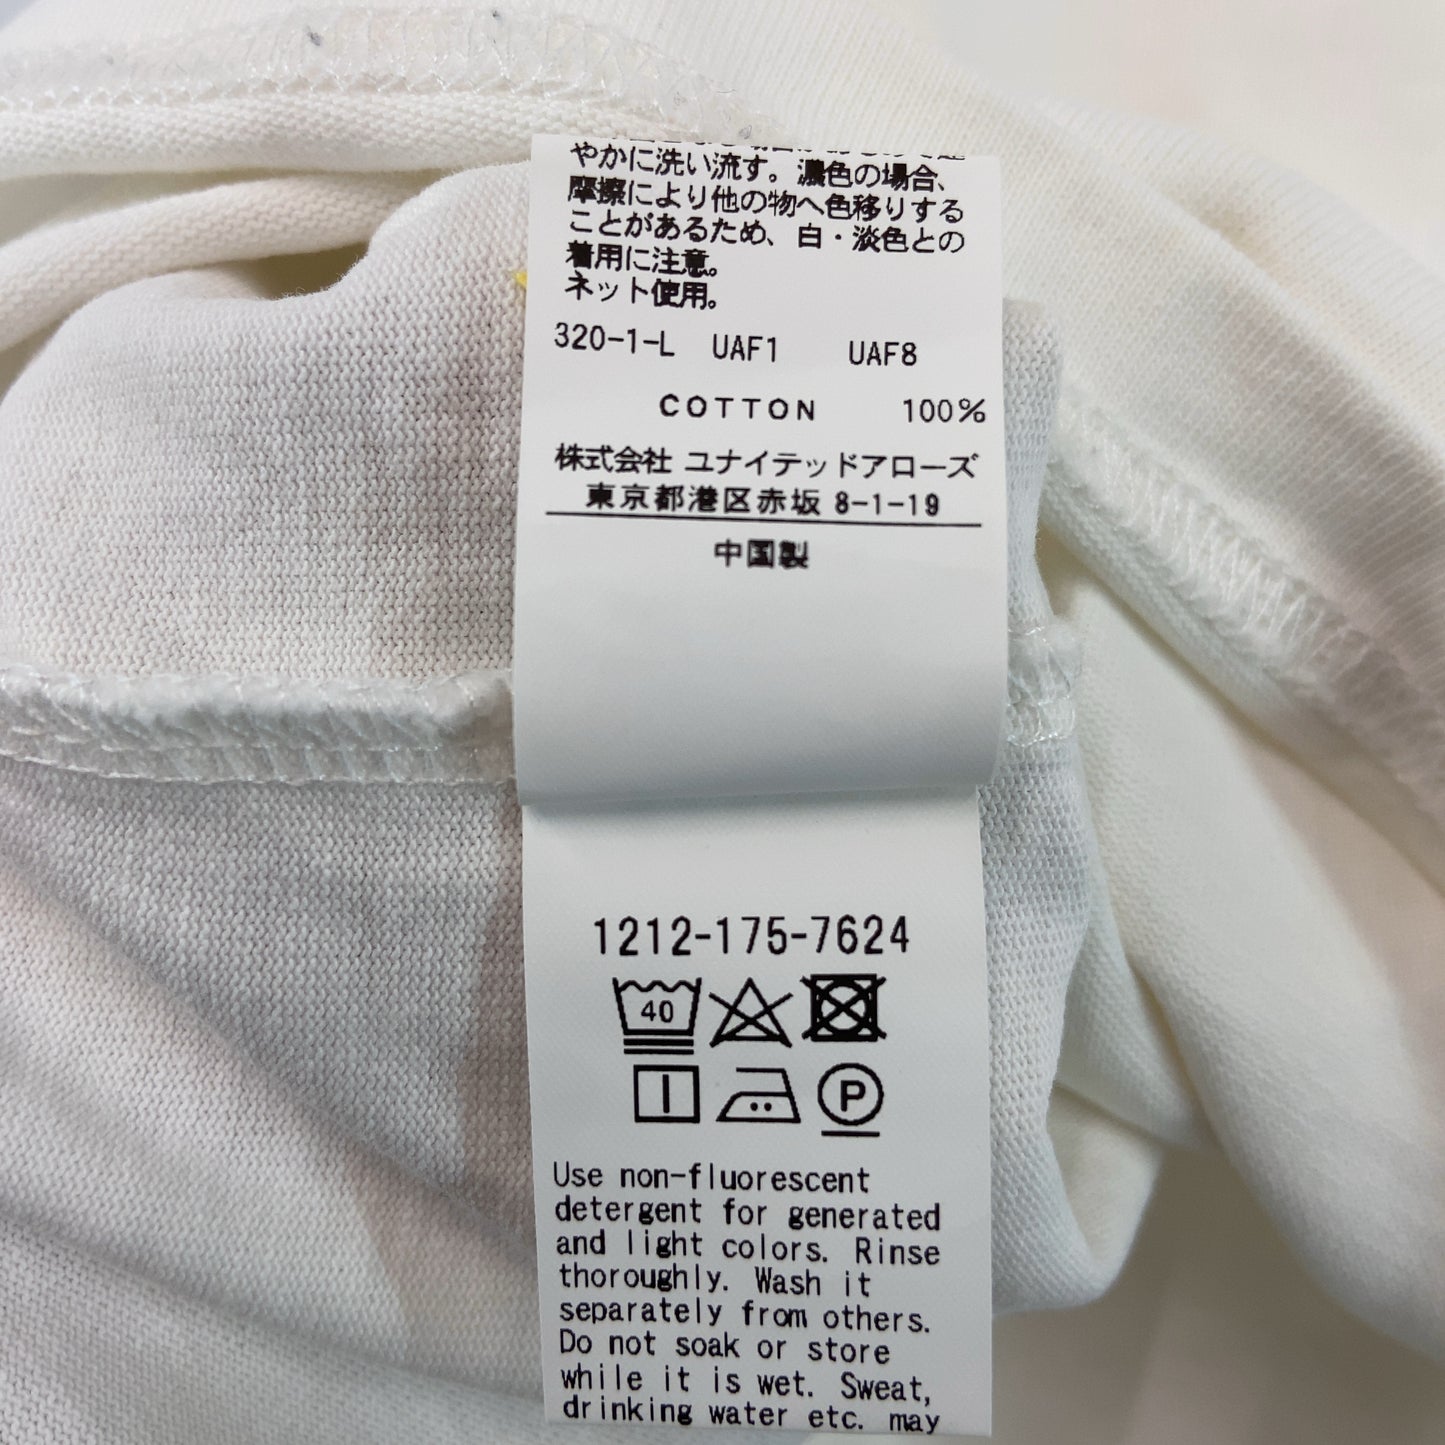 やかに洗い流す。濃色の場合、
摩擦により他の物へ色移りする
ことがあるため、白・淡色との
着用に注意。
ネット使用。
320-1-L UAF1 UAF8
COTTON 100%
株式会社 ユナイテッドアローズ
東京都港区赤坂 8-1-19
中国製
1212-175-7624
40
P
Use non-fluorescent
detergent for generated
and light colors. Rinse
thoroughly. Wash it
separately from others.
Do not soak or store
while it is wet. Sweat,
drinking water etc. may